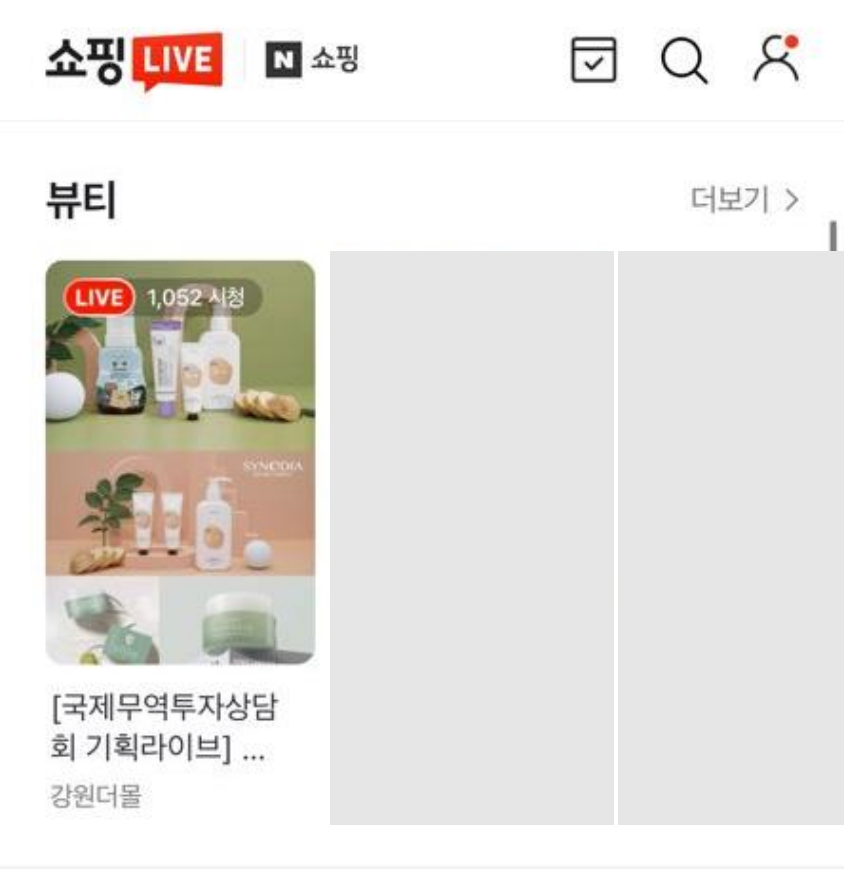 쇼핑 LIVE N 쇼핑
뷰티 더보기 >
LIVE 1,052 시청
SYNODIA
[국제무역투자상담
회 기획라이브] ...
강원더몰